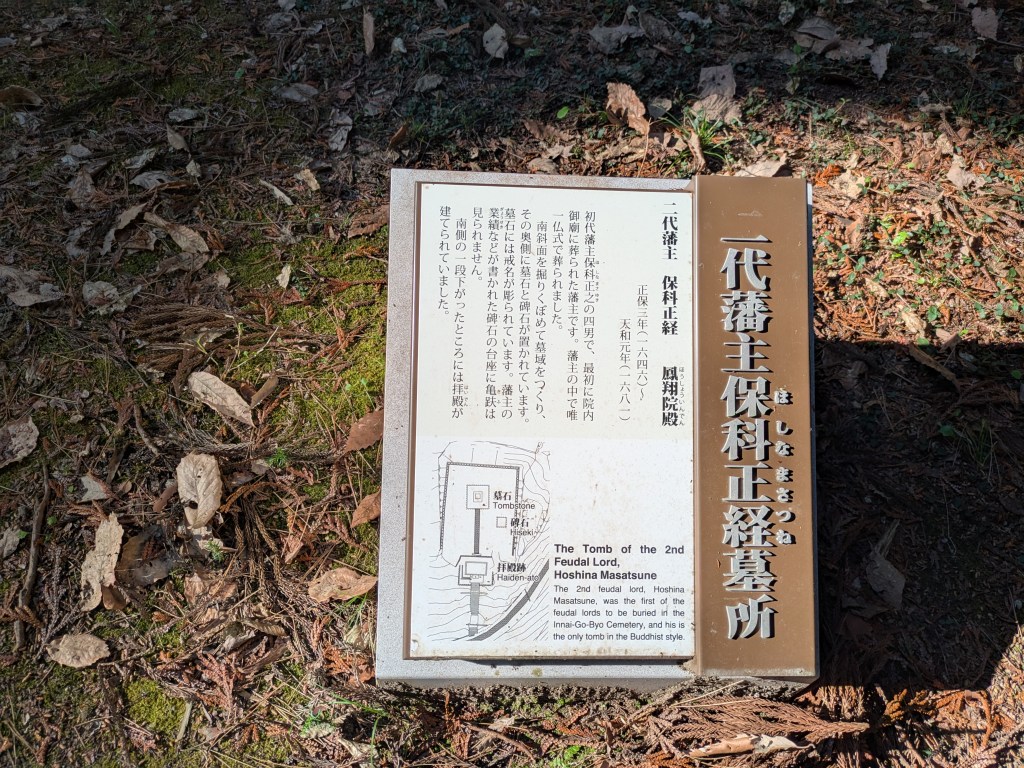 二代藩主保科正経墓所
ほしなまさつね
二代藩主　保科正経　鳳翔院殿
ほうしょういんでん
正保三年(一六四六)〜
天和元年(一六八一)
初代藩主保科正之の四男で、最初に院内
御廟に葬られた藩主です。藩主の中で唯
一仏式で葬られました。
南斜面を掘りくぼめて墓域をつくり、
その奥側に墓石と碑石が置かれています。
墓石には戒名が彫られています。藩主の
業績などが書かれた碑石の台座に亀趺は
見られません。
南側の一段下がったところには拝殿が
建てられていました。
墓石
Tombstone
碑石
Hiseki
拝殿跡
Haiden-ato
The Tomb of the 2nd
Feudal Lord,
Hoshina Masatsune
The 2nd feudal lord, Hoshina
Masatsune, was the first of the
feudal lords to be buried in the
Innai-Go-Byo Cemetery, and his is
the only tomb in the Buddhist style.